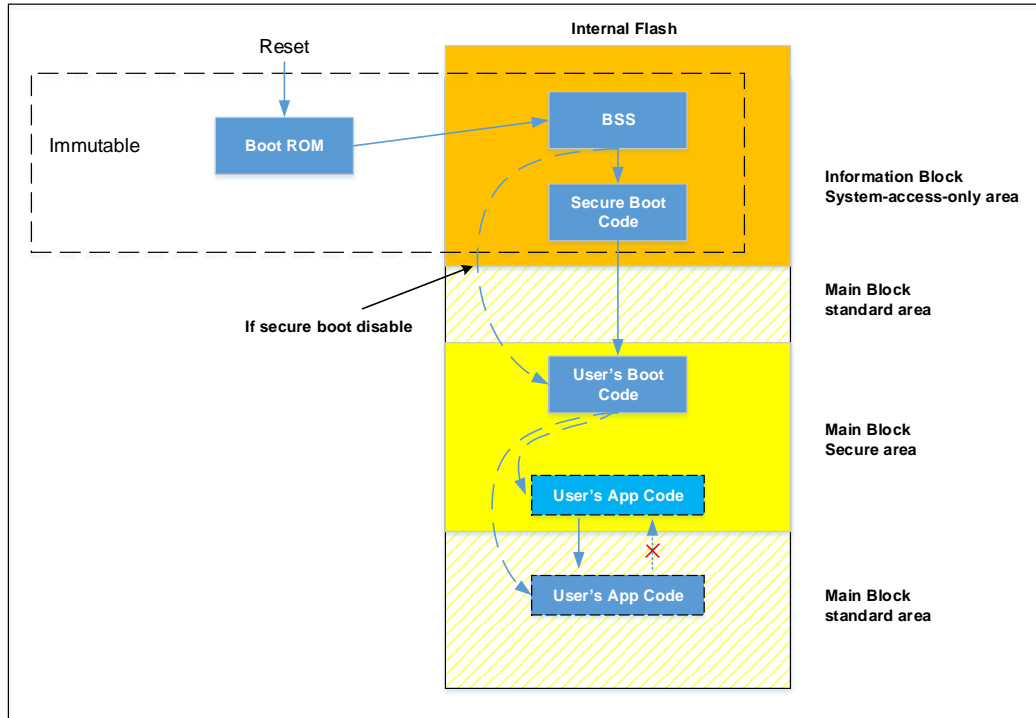 Internal Flash
Reset
Immutable
Boot ROM
BSS
Secure Boot
Code
Information Block
System-access-only area
If secure boot disable
Main Block
standard area
User's Boot
Code
Main Block
Secure area
User's App Code
User's App Code
Main Block
standard area